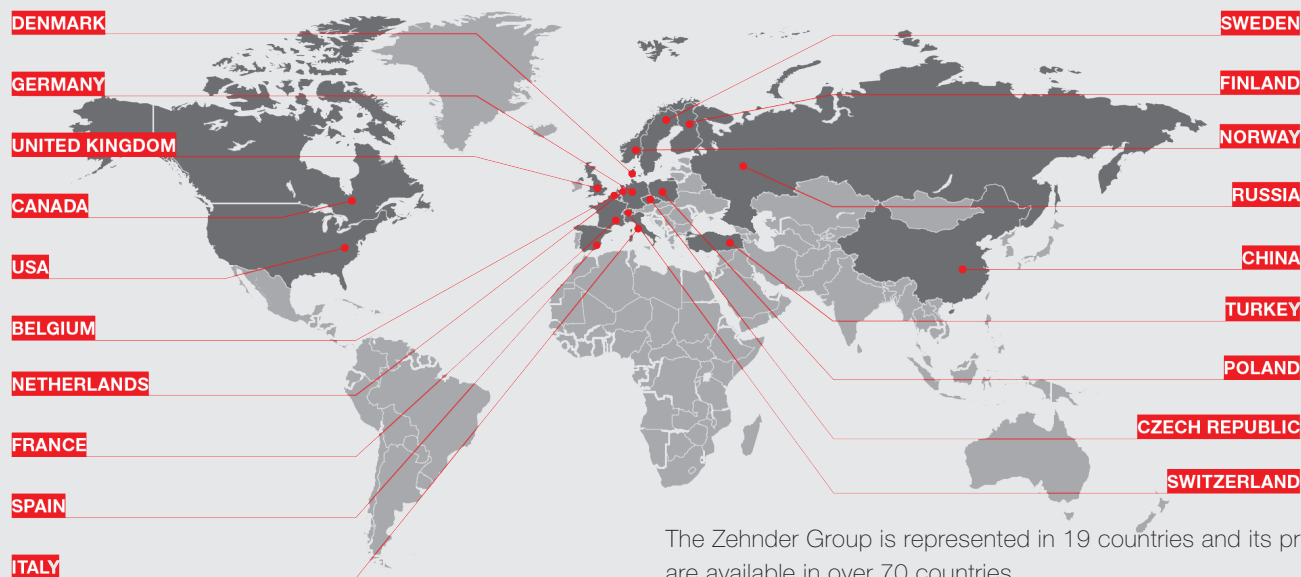 DENMARK
GERMANY
UNITED KINGDOM
CANADA
USA
BELGIUM
NETHERLANDS
FRANCE
SPAIN
ITALY
SWEDEN
FINLAND
NORWAY
RUSSIA
CHINA
TURKEY
POLAND
CZECH REPUBLIC
SWITZERLAND
The Zehnder Group is represented in 19 countries and its pr
are available in over 70 countries